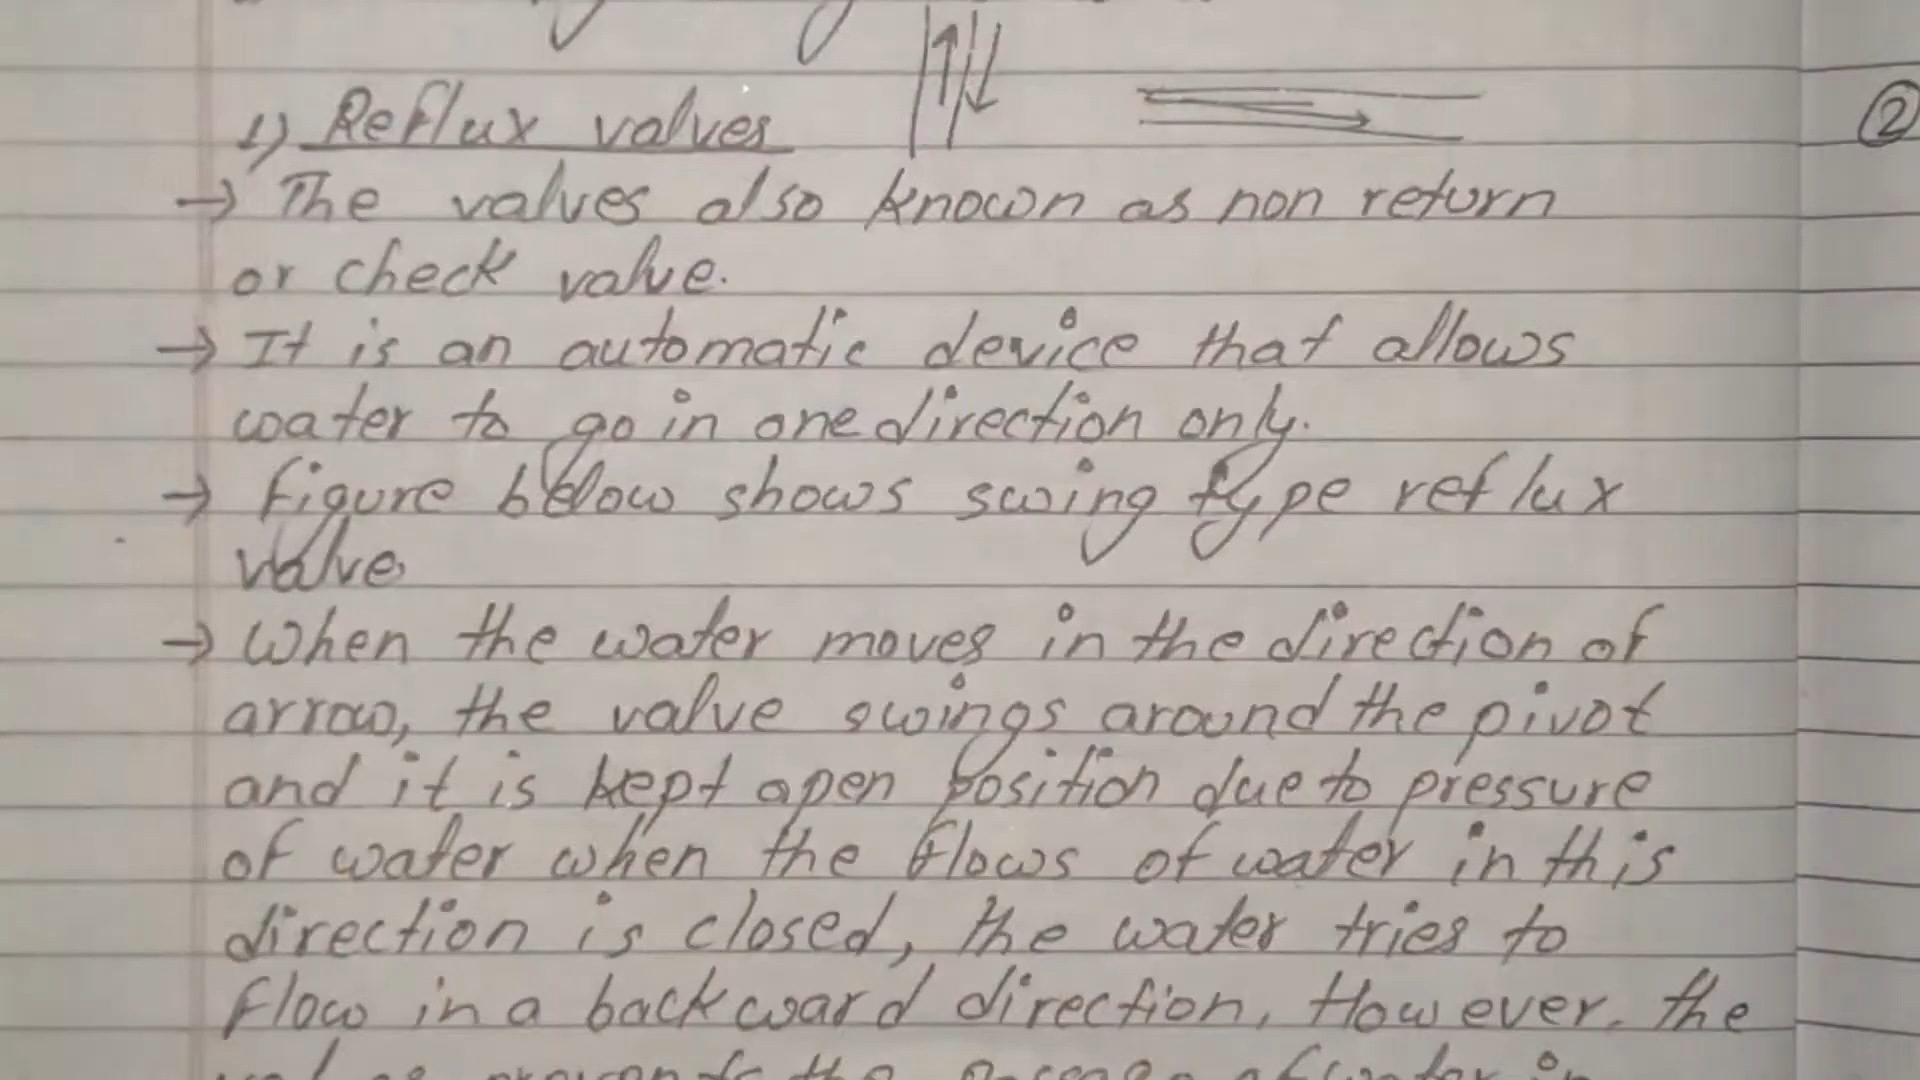 ②
1) Reflux valves
→ The valves also known as non return
or check valve.
→ It is an automatic device that allows
water to go in one direction only.
→ figure below shows swing type reflux
valve.
→ When the water moves in the direction of
arrow, the valve swings around the pivot
and it is kept open position due to pressure
of water when the flows of water in this
direction is closed, the water tries to
flow in a backward direction. However, the